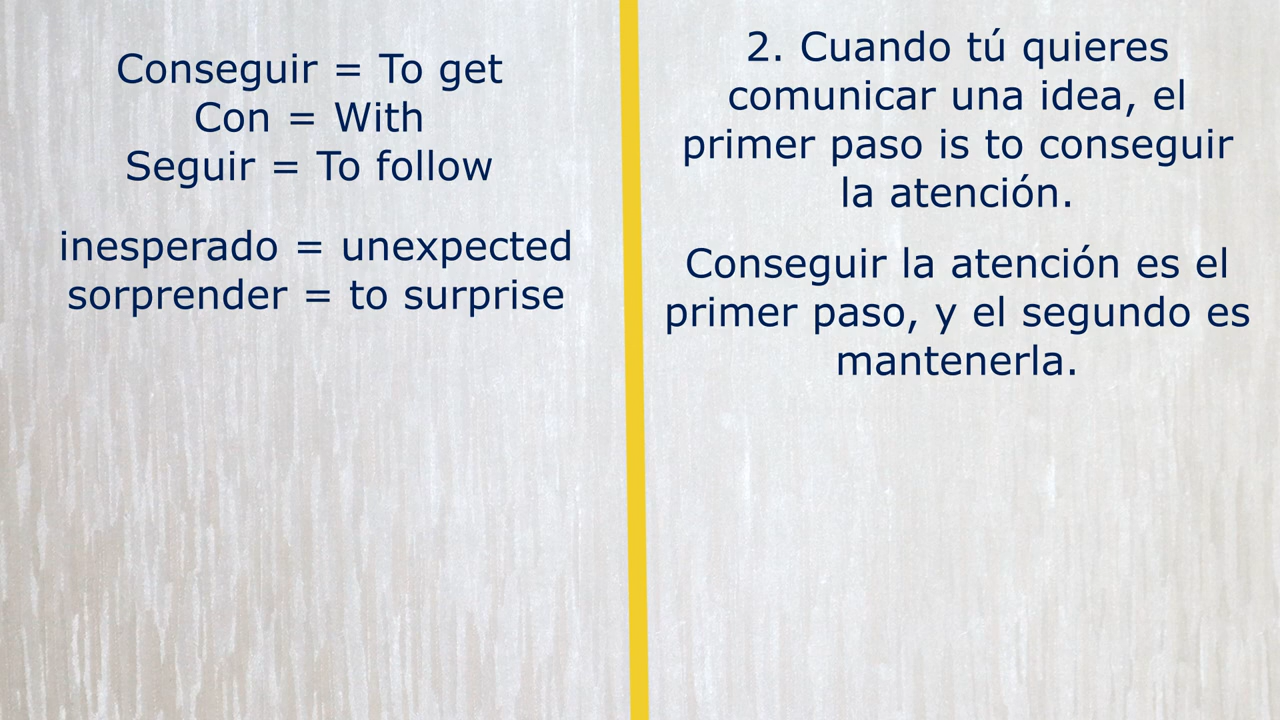 Conseguir = To get
Con = With
Seguir = To follow
inesperado = unexpected
sorprender = to surprise
2. Cuando tú quieres
comunicar una idea, el
primer paso is to conseguir
la atención.
Conseguir la atención es el
primer paso, y el segundo es
mantenerla.